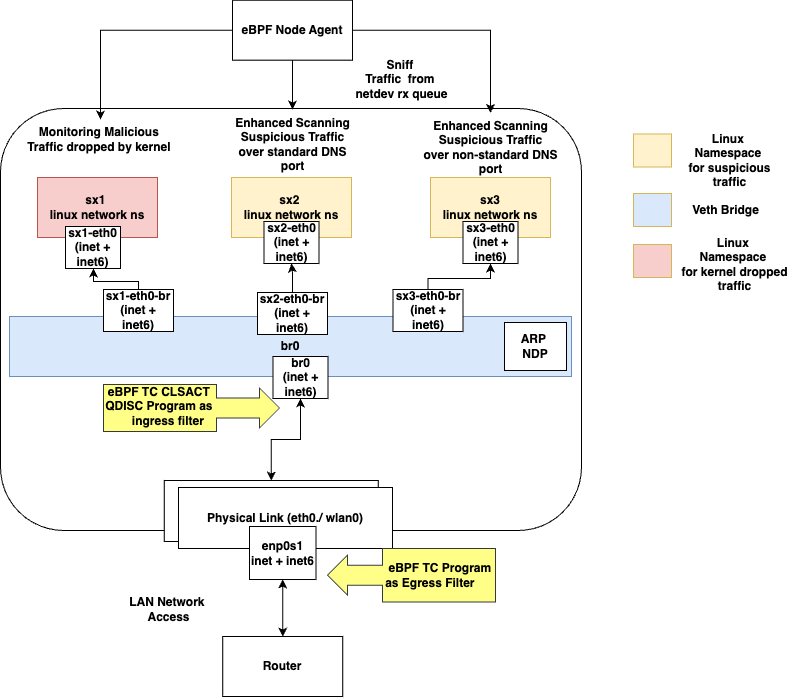 eBPF Node Agent
Sniff
Traffic from
netdev rx queue
Monitoring Malicious
Traffic dropped by kernel
Enhanced Scanning
Suspicious Traffic
over standard DNS
port
Enhanced Scanning
Suspicious Traffic
over non-standard DNS
port
sx1
linux network ns
sx1-eth0
(inet +
inet6)
sx2
linux network ns
sx2-eth0
(inet +
inet6)
sx3
linux network ns
sx3-eth0
(inet +
inet6)
sx1-eth0-br
(inet +
inet6)
sx2-eth0-br
(inet +
inet6)
sx3-eth0-br
(inet +
inet6)
br0
ARP
NDP
br0
(inet +
inet6)
eBPF TC CLSACT
QDISC Program as
ingress filter
Physical Link (eth0./ wlan0)
enp0s1
inet + inet6
eBPF TC Program
as Egress Filter
LAN Network
Access
Router
Linux
Namespace
for suspicious
traffic
Veth Bridge
Linux
Namespace
for kernel dropped
traffic